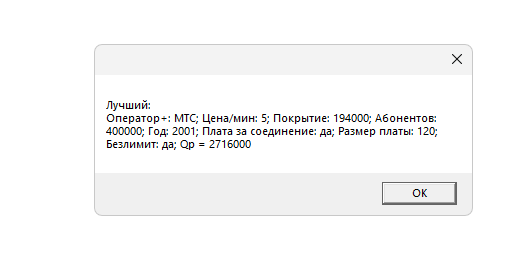 Лучший:
Оператор+: МТС; Цена/мин: 5; Покрытие: 194000; Абонентов:
400000; Год: 2001; Плата за соединение: да; Размер платы: 120;
Безлимит: да; Qp = 2716000
OK